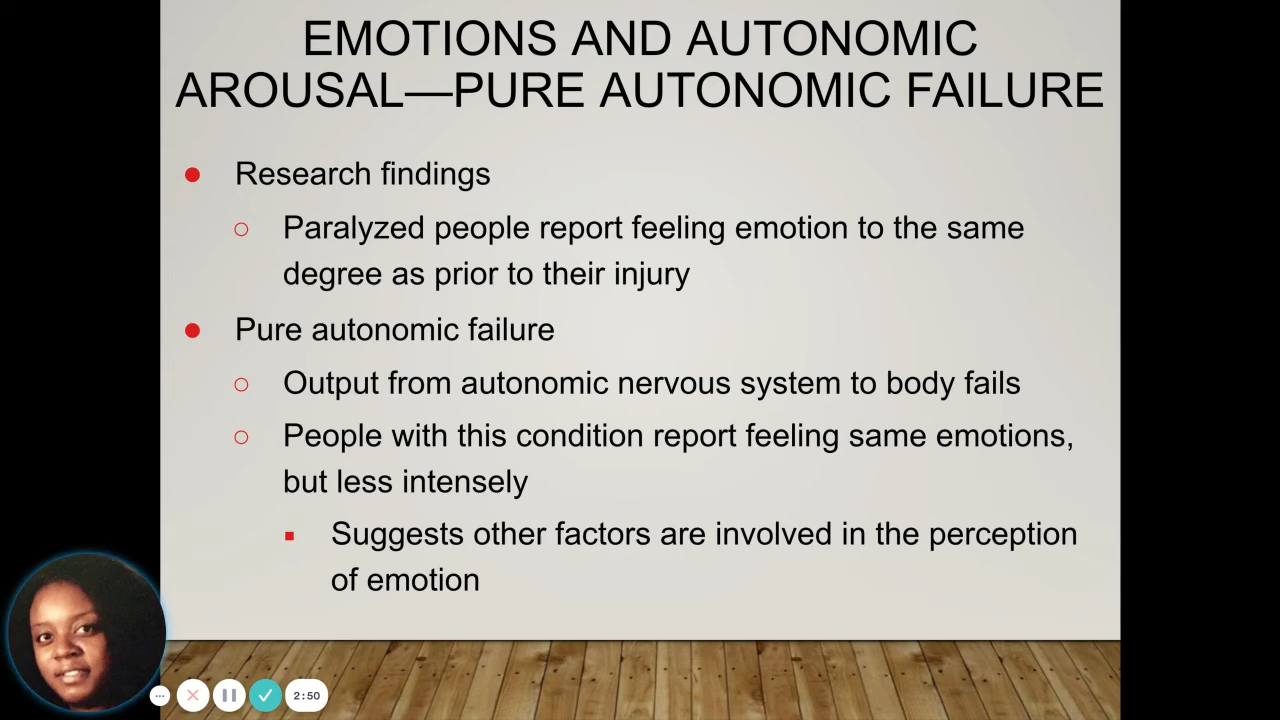 EMOTIONS AND AUTONOMIC
AROUSAL—PURE AUTONOMIC FAILURE
Research findings
Paralyzed people report feeling emotion to the same
degree as prior to their injury
Pure autonomic failure
Output from autonomic nervous system to body fails
People with this condition report feeling same emotions,
but less intensely
Suggests other factors are involved in the perception
of emotion
2:50